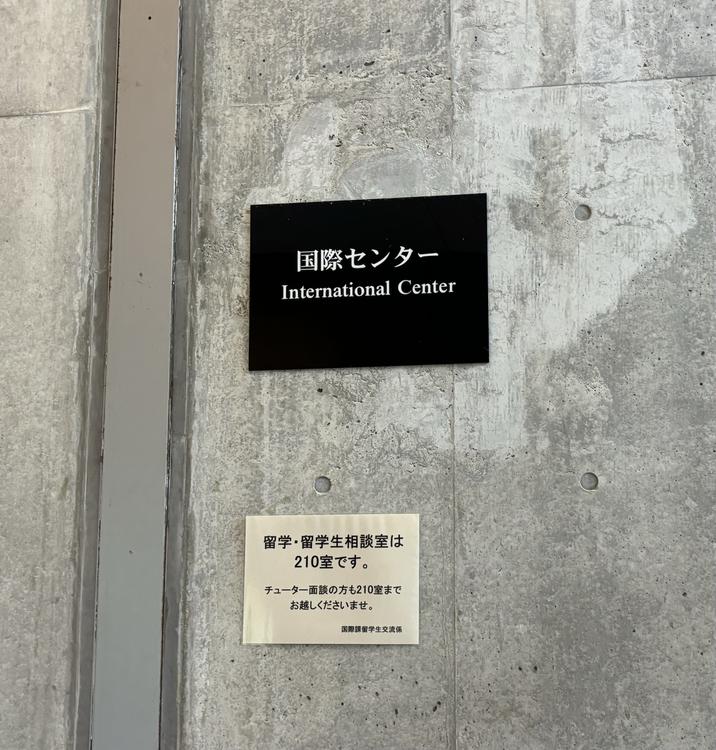 国際センター
International Center
留学・留学生相談室は
210室です。
チューター面談の方も210室まで
お越しくださいませ。
国際課留学生交流係